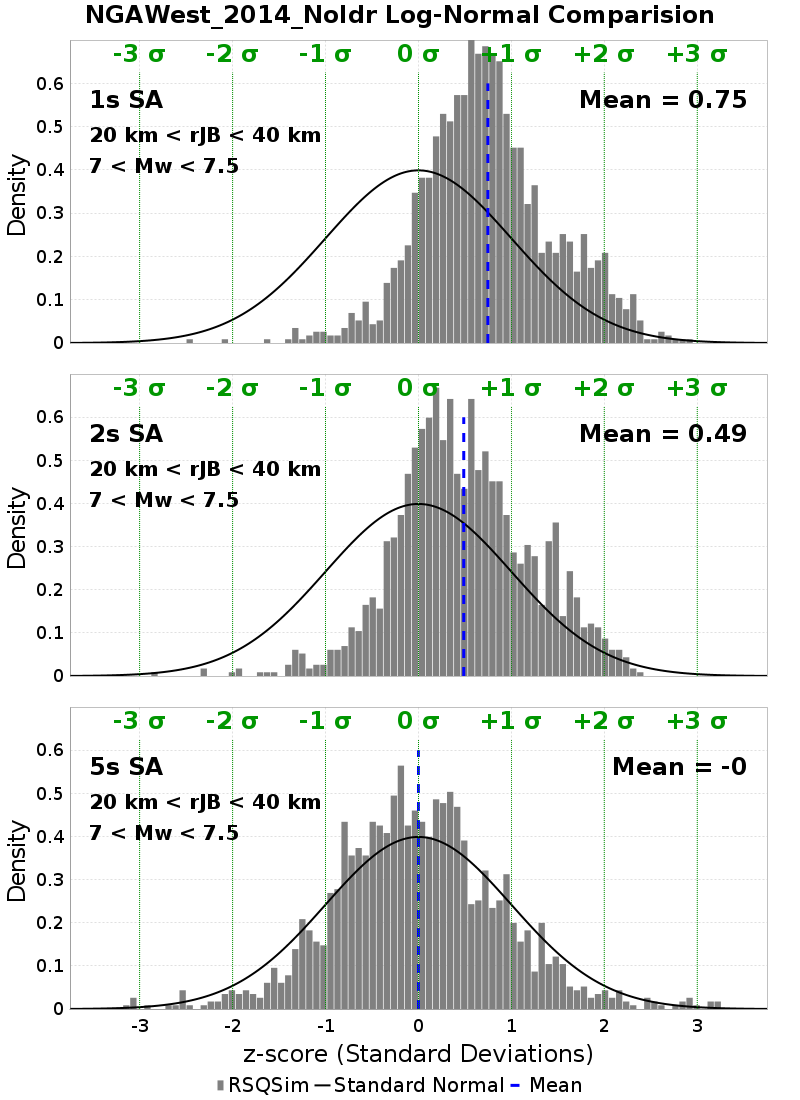 NGAWest_2014_NoIdr Log-Normal Comparision
-3 σ -2 σ -1 σ 0 σ +1 σ +2 σ +3 σ
1s SA
Mean = 0.75
20 km < rJB < 40 km
7 < Mw < 7.5
0.6
0.5
0.4
0.3
0.2
0.1
0
Density
-3 σ -2 σ -1 σ 0 σ +1 σ +2 σ +3 σ
2s SA
Mean = 0.49
20 km < rJB < 40 km
7 < Mw < 7.5
0.6
0.5
0.4
0.3
0.2
0.1
0
Density
-3 σ -2 σ -1 σ 0 σ +1 σ +2 σ +3 σ
5s SA
Mean = -0
20 km < rJB < 40 km
7 < Mw < 7.5
0.6
0.5
0.4
0.3
0.2
0.1
0
Density
-3 -2 -1 0 1 2 3
z-score (Standard Deviations)
RSQSim Standard Normal Mean